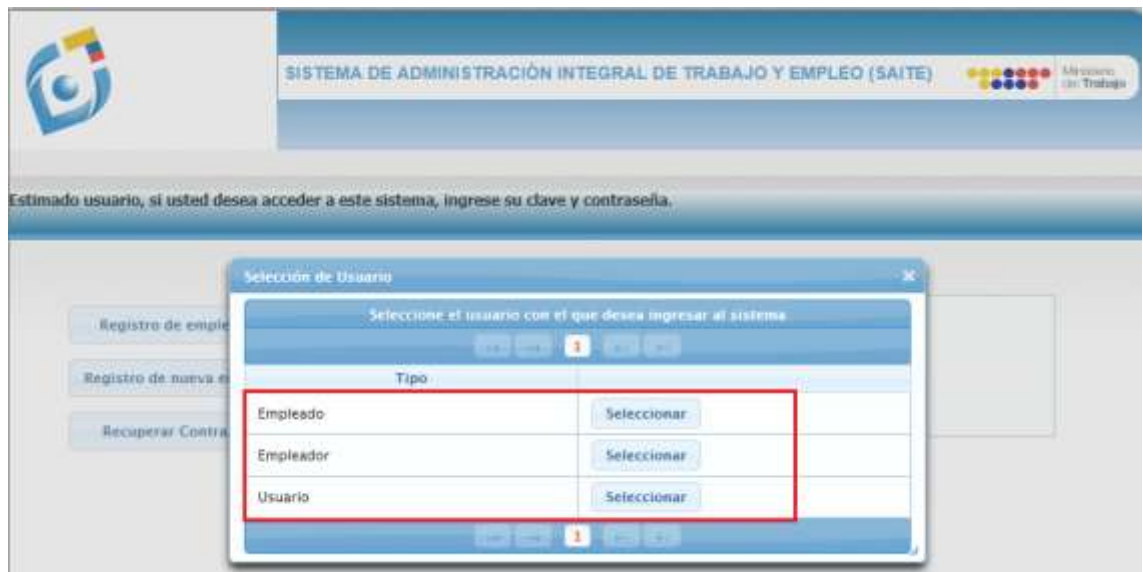 SISTEMA DE ADMINISTRACIÓN INTEGRAL DE TRABAJO Y EMPLEO (SAITE)
Ministerio
de Trabajo
Estimado usuario, si usted desea acceder a este sistema, ingrese su clave y contraseña.
Selección de Usuario
Seleccione el usuario con el que desea ingresar al sistema
1
Registro de emple
Registro de nueva e
Recuperar Contra
Tipo
Empleado Seleccionar
Empleador Seleccionar
Usuario Seleccionar
1